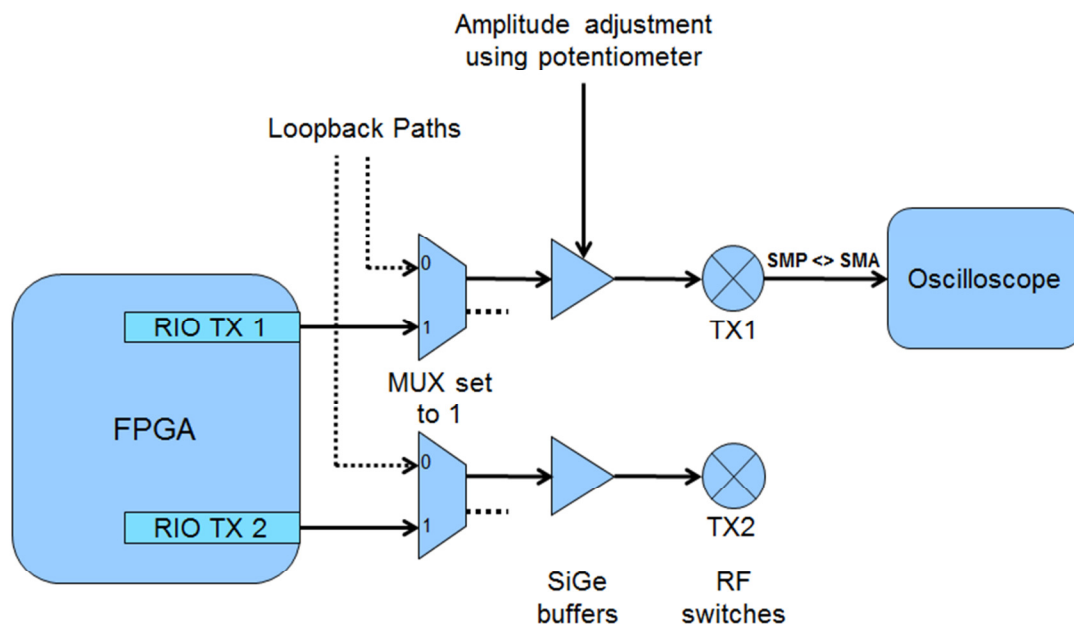 Amplitude adjustment
using potentiometer
Loopback Paths
0
SMP <> SMA
Oscilloscope
RIO TX 1
1
TX1
MUX set
to 1
FPGA
0
RIO TX 2
1
TX2
SiGe
buffers
RF
switches